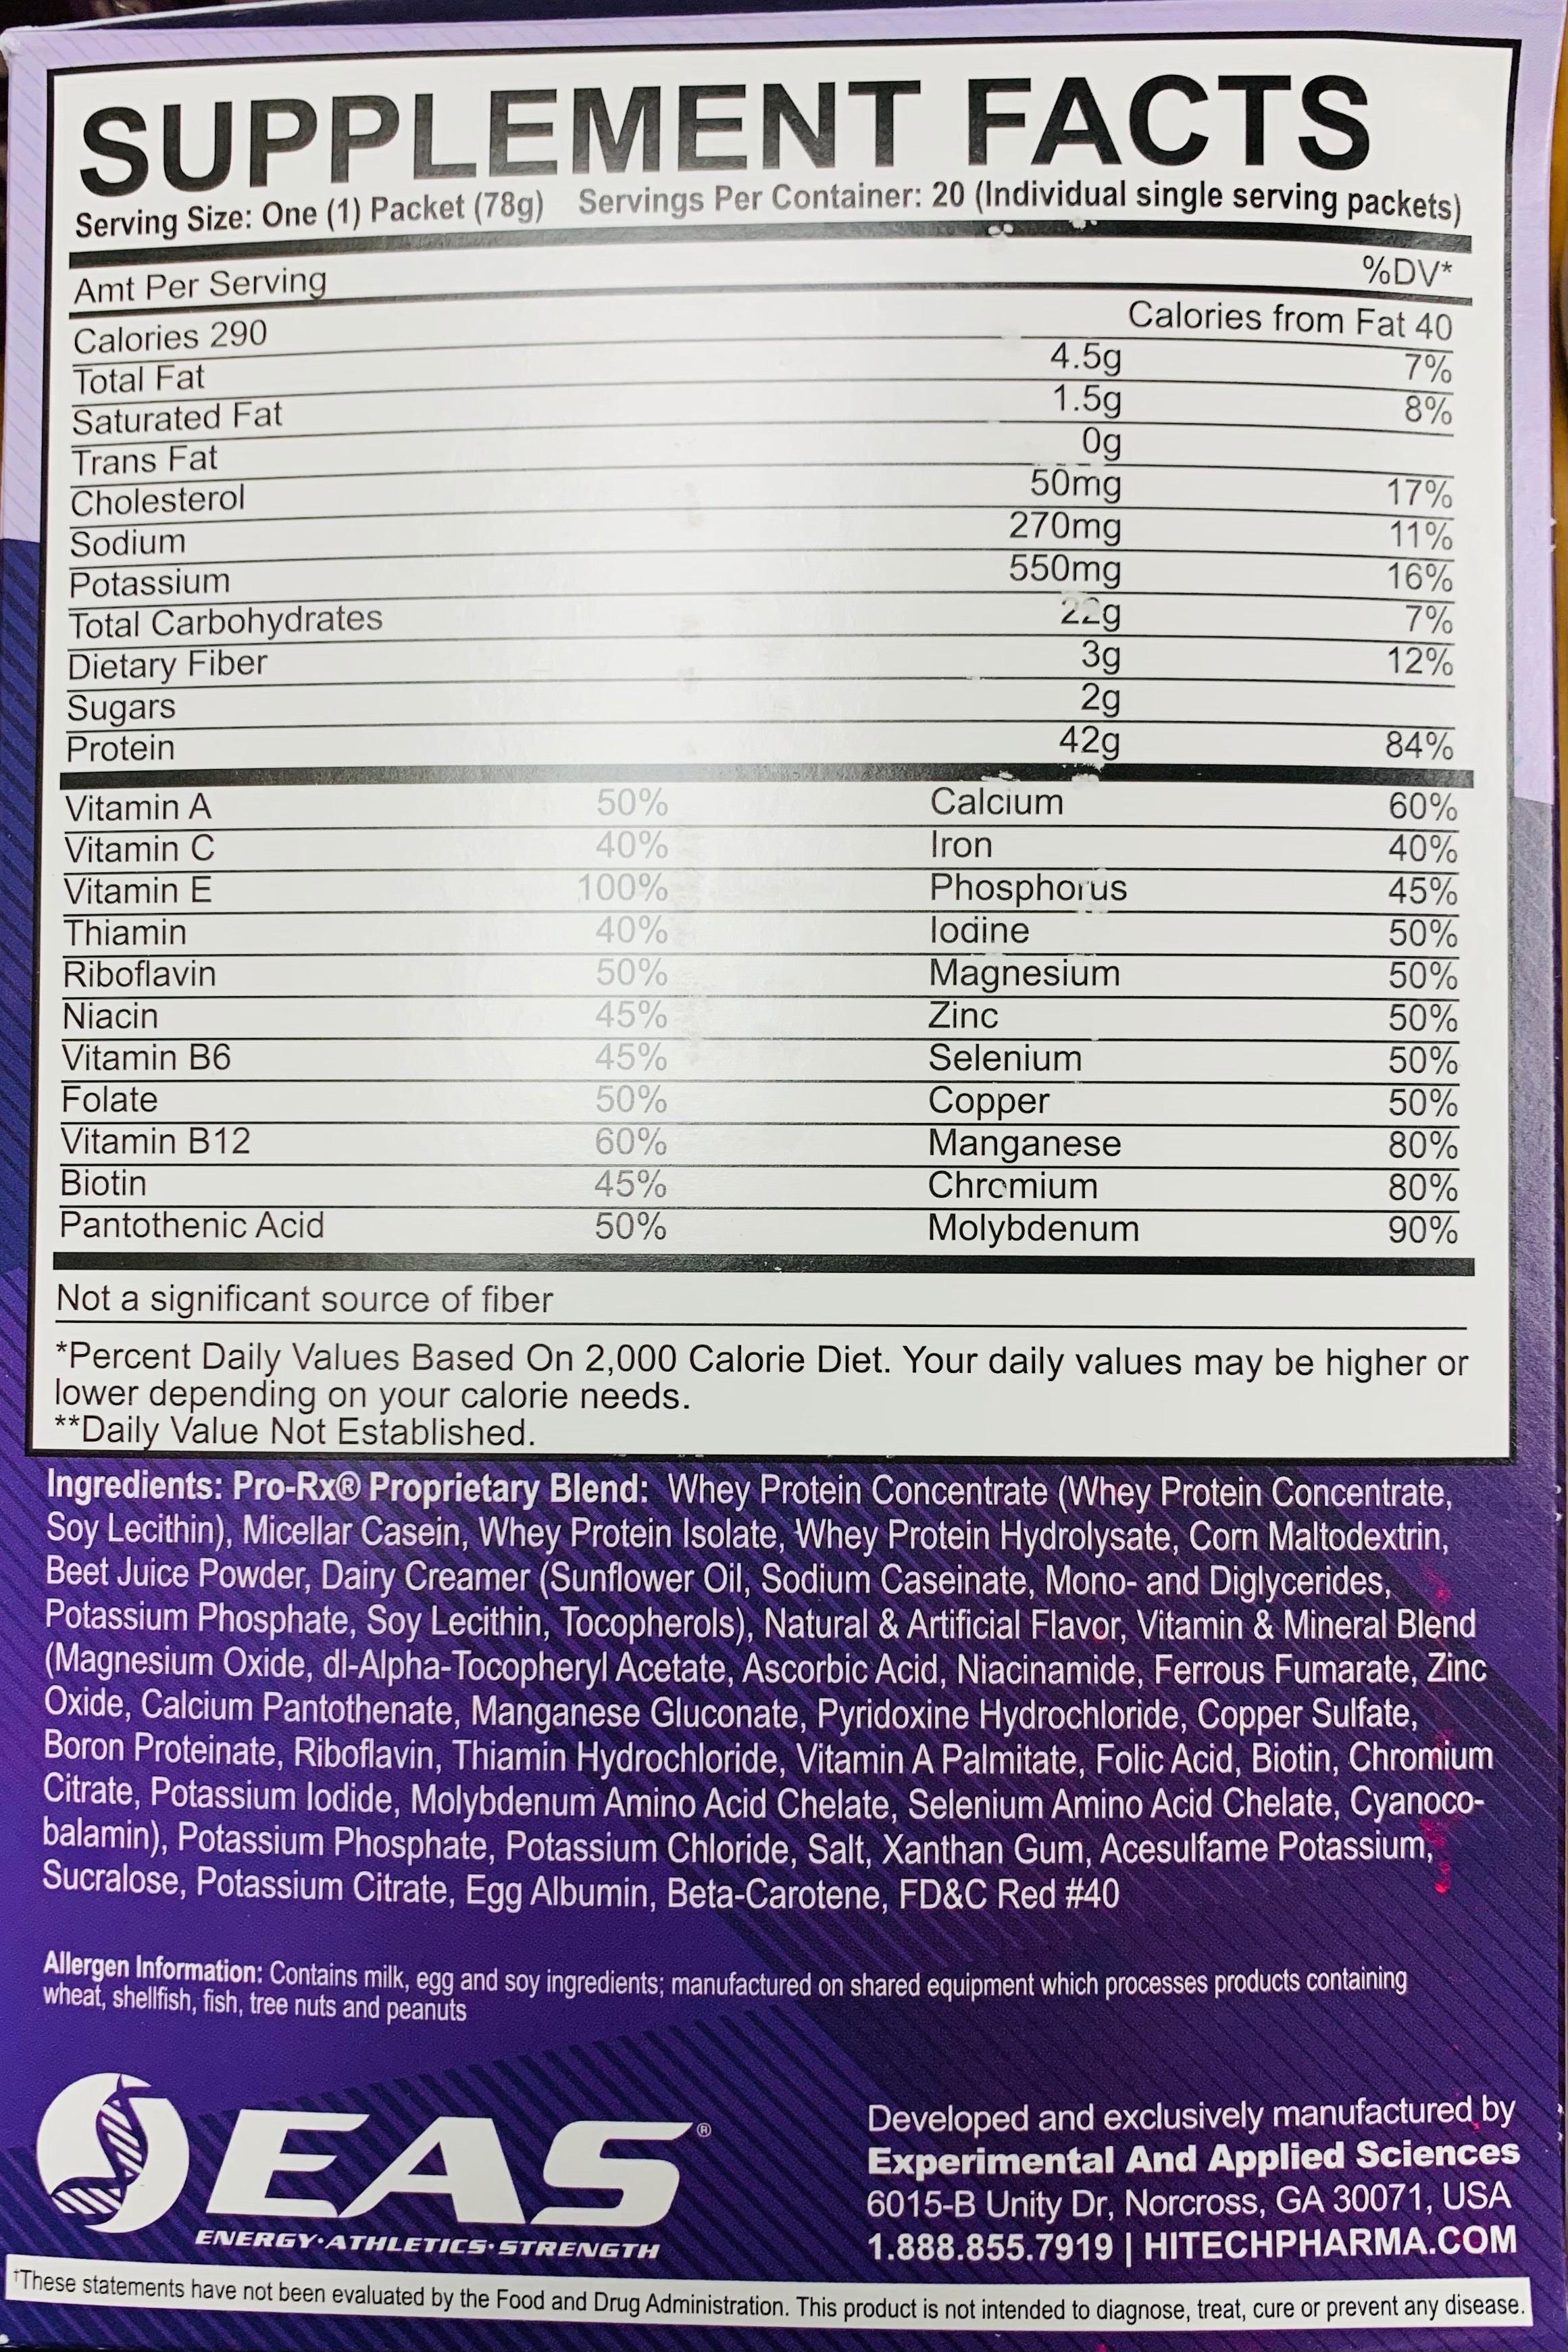 SUPPLEMENT FACTS
Serving Size: One (1) Packet (78g) Servings Per Container: 20 (Individual single serving packets)
Amt Per Serving %DV*
Calories 290 Calories from Fat 40
Total Fat 4.5g 7%
Saturated Fat 1.5g 8%
Trans Fat 0g
Cholesterol 50mg 17%
Sodium 270mg 11%
Potassium 550mg 16%
Total Carbohydrates 22g 7%
Dietary Fiber 3g 12%
Sugars 2g
Protein 42g 84%
Vitamin A 50% Calcium 60%
Vitamin C 40% Iron 40%
Vitamin E 100% Phosphorus 45%
Thiamin 40% Iodine 50%
Riboflavin 50% Magnesium 50%
Niacin 45% Zinc 50%
Vitamin B6 45% Selenium 50%
Folate 50% Copper 50%
Vitamin B12 60% Manganese 80%
Biotin 45% Chromium 80%
Pantothenic Acid 50% Molybdenum 90%
Not a significant source of fiber
*Percent Daily Values Based On 2,000 Calorie Diet. Your daily values may be higher or
lower depending on your calorie needs.
**Daily Value Not Established.
Ingredients: Pro-Rx® Proprietary Blend: Whey Protein Concentrate (Whey Protein Concentrate,
Soy Lecithin), Micellar Casein, Whey Protein Isolate, Whey Protein Hydrolysate, Corn Maltodextrin,
Beet Juice Powder, Dairy Creamer (Sunflower Oil, Sodium Caseinate, Mono- and Diglycerides,
Potassium Phosphate, Soy Lecithin, Tocopherols), Natural & Artificial Flavor, Vitamin & Mineral Blend
(Magnesium Oxide, dl-Alpha-Tocopheryl Acetate, Ascorbic Acid, Niacinamide, Ferrous Fumarate, Zinc
Oxide, Calcium Pantothenate, Manganese Gluconate, Pyridoxine Hydrochloride, Copper Sulfate,
Boron Proteinate, Riboflavin, Thiamin Hydrochloride, Vitamin A Palmitate, Folic Acid, Biotin, Chromium
Citrate, Potassium Iodide, Molybdenum Amino Acid Chelate, Selenium Amino Acid Chelate, Cyanoco-
balamin), Potassium Phosphate, Potassium Chloride, Salt, Xanthan Gum, Acesulfame Potassium,
Sucralose, Potassium Citrate, Egg Albumin, Beta-Carotene, FD&C Red #40
Allergen Information: Contains milk, egg and soy ingredients; manufactured on shared equipment which processes products containing
wheat, shellfish, fish, tree nuts and peanuts
EAS®
ENERGY•ATHLETICS•STRENGTH
Developed and exclusively manufactured by
Experimental And Applied Sciences
6015-B Unity Dr, Norcross, GA 30071, USA
1.888.855.7919 | HITECHPHARMA.COM
†These statements have not been evaluated by the Food and Drug Administration. This product is not intended to diagnose, treat, cure or prevent any disease.